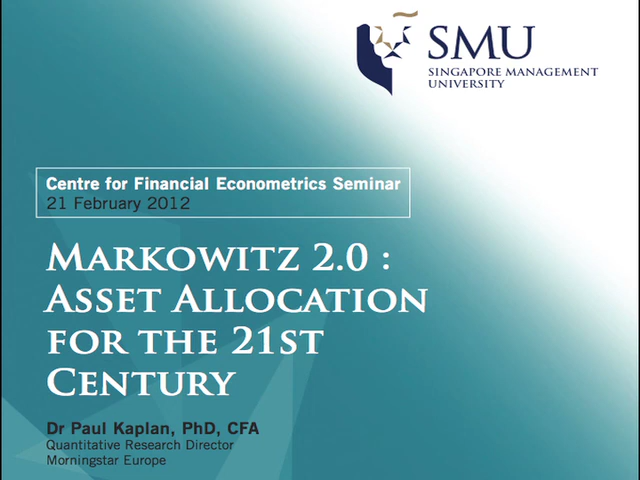 SMU
SINGAPORE MANAGEMENT
UNIVERSITY
Centre for Financial Econometrics Seminar
21 February 2012
MARKOWITZ 2.0 :
ASSET ALLOCATION
FOR THE 21ST
CENTURY
Dr Paul Kaplan, PhD, CFA
Quantitative Research Director
Morningstar Europe